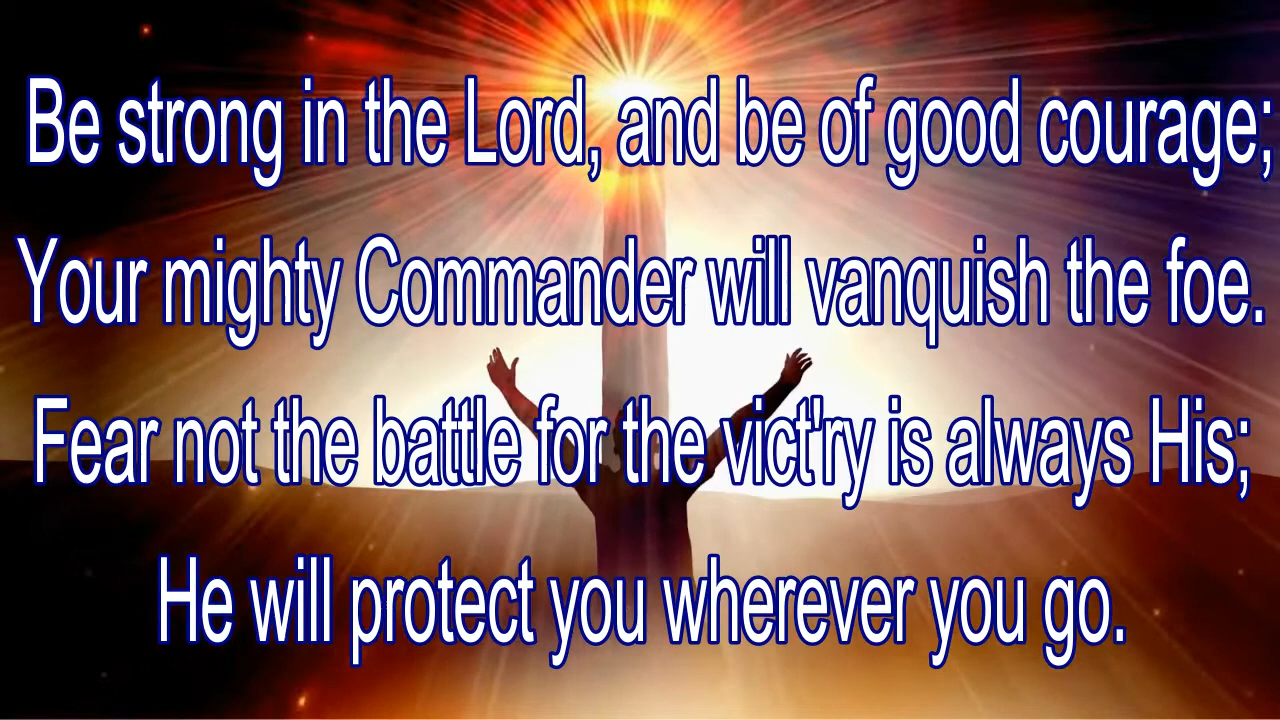 Be strong in the Lord, and be of good courage;
Your mighty Commander will vanquish the foe.
Fear not the battle for the vict'ry is always His;
He will protect you wherever you go.